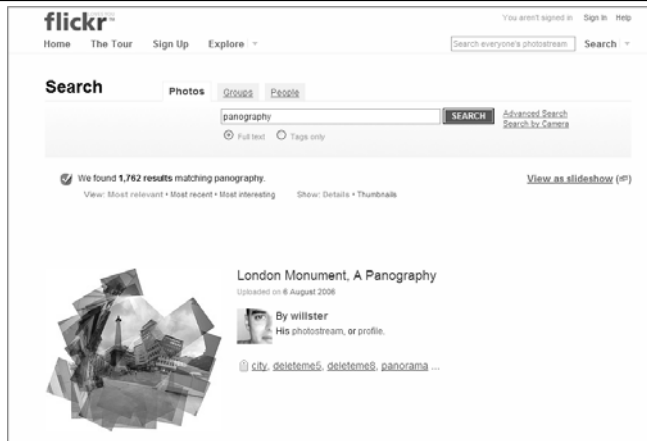 flickr
You aren't signed in Sign In Help
Home The Tour Sign Up Explore
Search everyone's photostream Search
Search Photos Groups People
panography SEARCH Advanced Search
Search by Camera
Full text Tags only
We found 1,762 results matching panography. View as slideshow
View: Most relevant • Most recent • Most interesting Show: Details • Thumbnails
London Monument, A Panography
Uploaded on 6 August 2006
By willster
His photostream, or profile.
city, deleteme5, deleteme8, panorama ...